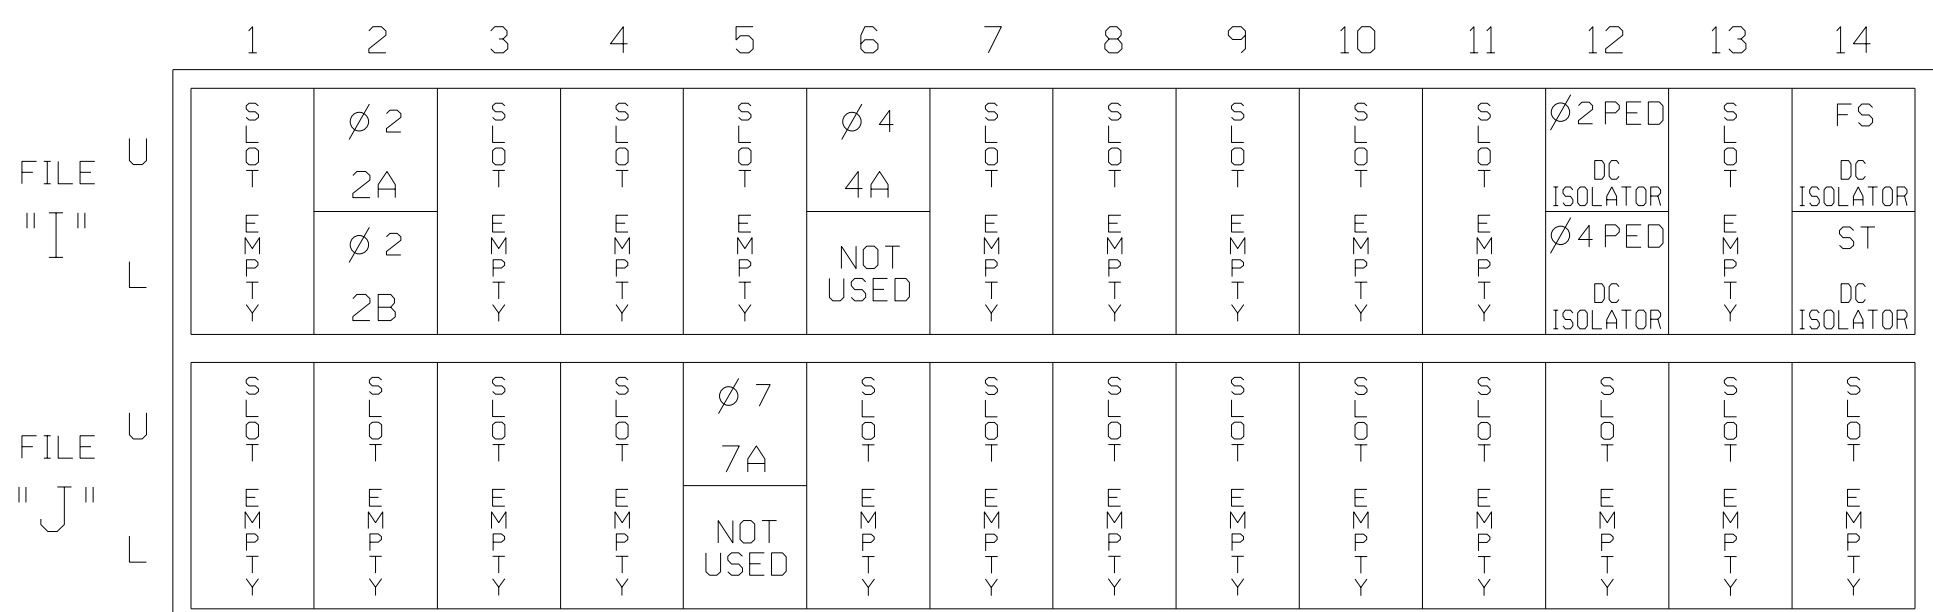 1 2 3 4 5 6 7 8 9 10 11 12 13 14
FILE "I"
U
L
SLOT EMPTY
Ø 2
2A
Ø 2
2B
SLOT EMPTY
SLOT EMPTY
SLOT EMPTY
Ø 4
4A
NOT
USED
SLOT EMPTY
SLOT EMPTY
SLOT EMPTY
SLOT EMPTY
SLOT EMPTY
Ø2 PED
DC
ISOLATOR
Ø4 PED
DC
ISOLATOR
SLOT EMPTY
FS
DC
ISOLATOR
ST
DC
ISOLATOR
FILE "J"
U
L
SLOT EMPTY
SLOT EMPTY
SLOT EMPTY
SLOT EMPTY
Ø 7
7A
NOT
USED
SLOT EMPTY
SLOT EMPTY
SLOT EMPTY
SLOT EMPTY
SLOT EMPTY
SLOT EMPTY
SLOT EMPTY
SLOT EMPTY
SLOT EMPTY